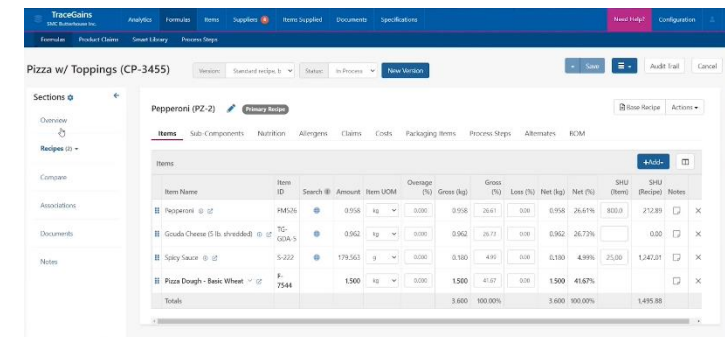 TraceGains
SMC Butterhouse Inc.
Analytics Formulas Items Suppliers Items Supplied Documents Specifications Need Help? Configuration
Formulas Product Claims Smart Library Process Steps
Pizza w/ Toppings (CP-3455) Version: Standard recipe, b Status: In Process New Version Save Audit Trail Cancel
Sections
Overview
Recipes (2)
Compare
Associations
Documents
Notes
Pepperoni (PZ-2) Primary Recipe Base Recipe Actions
Items Sub-Components Nutrition Allergens Claims Costs Packaging Items Process Steps Alternates BOM
Items +Add
Item Name Item ID Search Amount Item UOM Overage (%) Gross (kg) Gross (%) Loss (%) Net (kg) Net (%) SHU (Item) SHU (Recipe) Notes
Pepperoni FM526 0.958 kg 0.000 0.958 26.61 0.00 0.958 26.61% 800.0 212.89
Gouda Cheese (5 lb. shredded) TG-GDA-5 0.962 kg 0.000 0.962 26.73 0.00 0.962 26.73% 0.00
Spicy Sauce S-222 179.563 g 0.000 0.180 4.99 0.00 0.180 4.99% 25,00 1,247.01
Pizza Dough - Basic Wheat F-7544 1.500 kg 0.000 1.500 41.67 0.00 1.500 41.67%
Totals 3.600 100.00% 3.600 100.00% 1,495.88